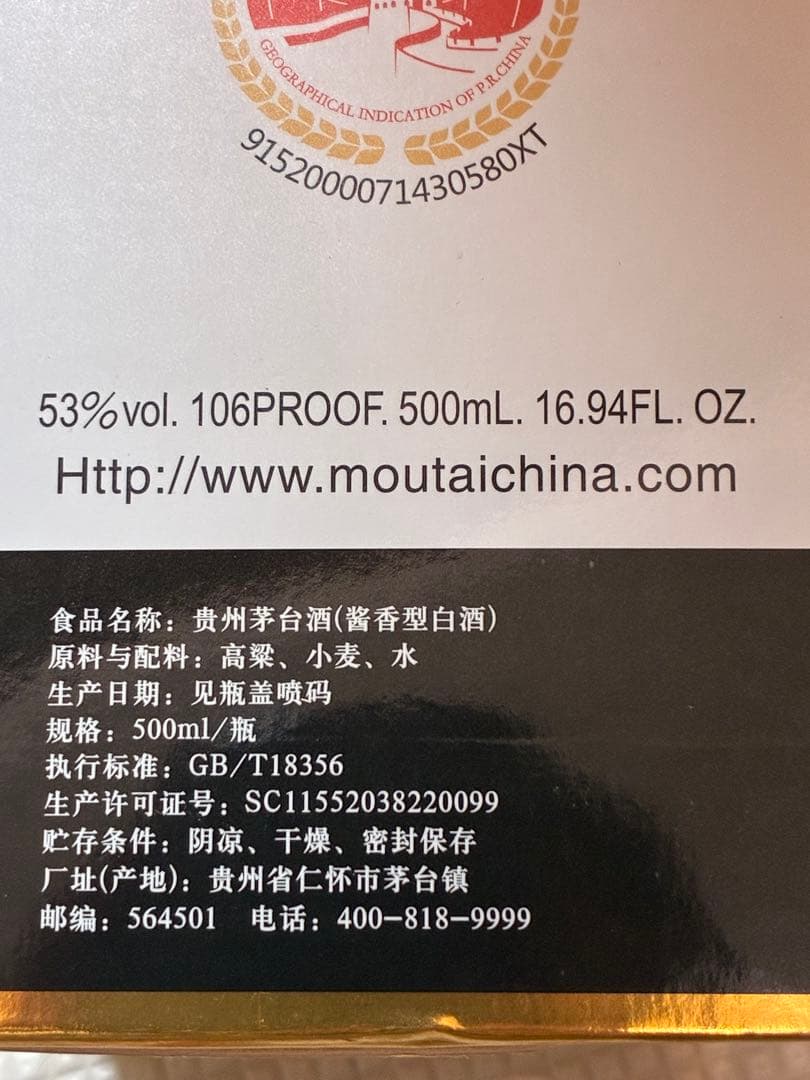 GEOGRAPHICAL INDICATION OF P.R.CHINA
9152000071430580XT
53%vol. 106PROOF. 500mL. 16.94FL. OZ.
Http://www.moutaichina.com
食品名称：贵州茅台酒(酱香型白酒)
原料与配料：高粱、小麦、水
生产日期：见瓶盖喷码
规格：500ml/瓶
执行标准：GB/T18356
生产许可证号：SC11552038220099
贮存条件：阴凉、干燥、密封保存
厂址(产地)：贵州省仁怀市茅台镇
邮编：564501 电话：400-818-9999